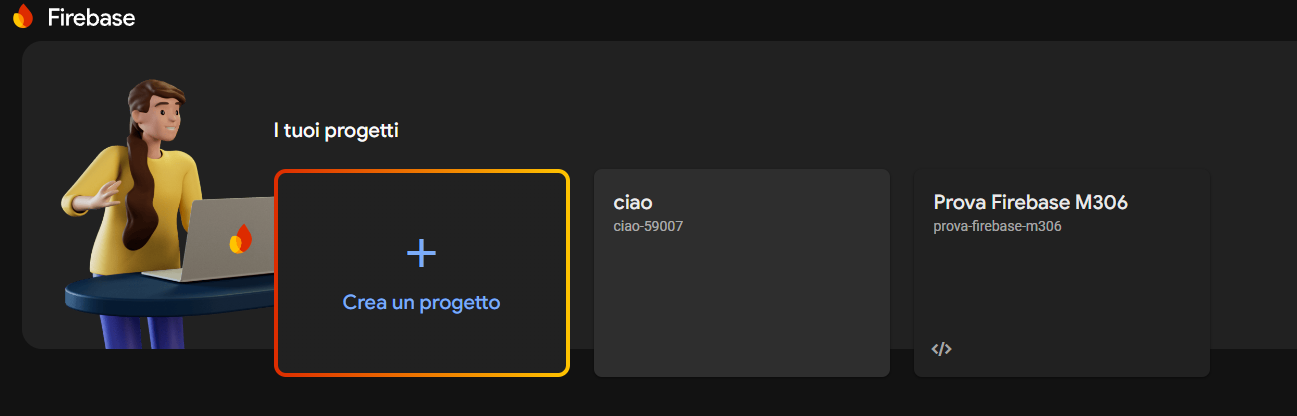 Firebase
I tuoi progetti
Crea un progetto
ciao
ciao-59007
Prova Firebase M306
prova-firebase-m306
</>